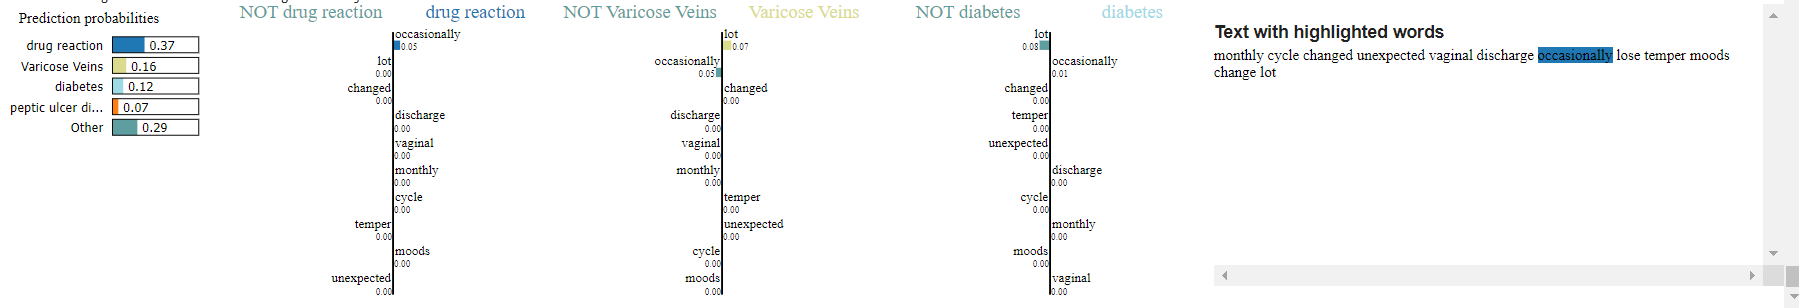 Prediction probabilities
drug reaction 0.37
Varicose Veins 0.16
diabetes 0.12
peptic ulcer di... 0.07
Other 0.29
NOT drug reaction drug reaction
occasionally
0.05
lot
0.00
changed
0.00
discharge
0.00
vaginal
0.00
monthly
0.00
cycle
0.00
temper
0.00
moods
0.00
unexpected
0.00
NOT Varicose Veins Varicose Veins
lot
0.07
occasionally
0.05
changed
0.00
discharge
0.00
vaginal
0.00
monthly
0.00
temper
0.00
unexpected
0.00
cycle
0.00
moods
0.00
NOT diabetes diabetes
lot
0.08
occasionally
0.01
changed
0.00
temper
0.00
unexpected
0.00
discharge
0.00
cycle
0.00
monthly
0.00
moods
0.00
vaginal
0.00
Text with highlighted words
monthly cycle changed unexpected vaginal discharge occasionally lose temper moods
change lot